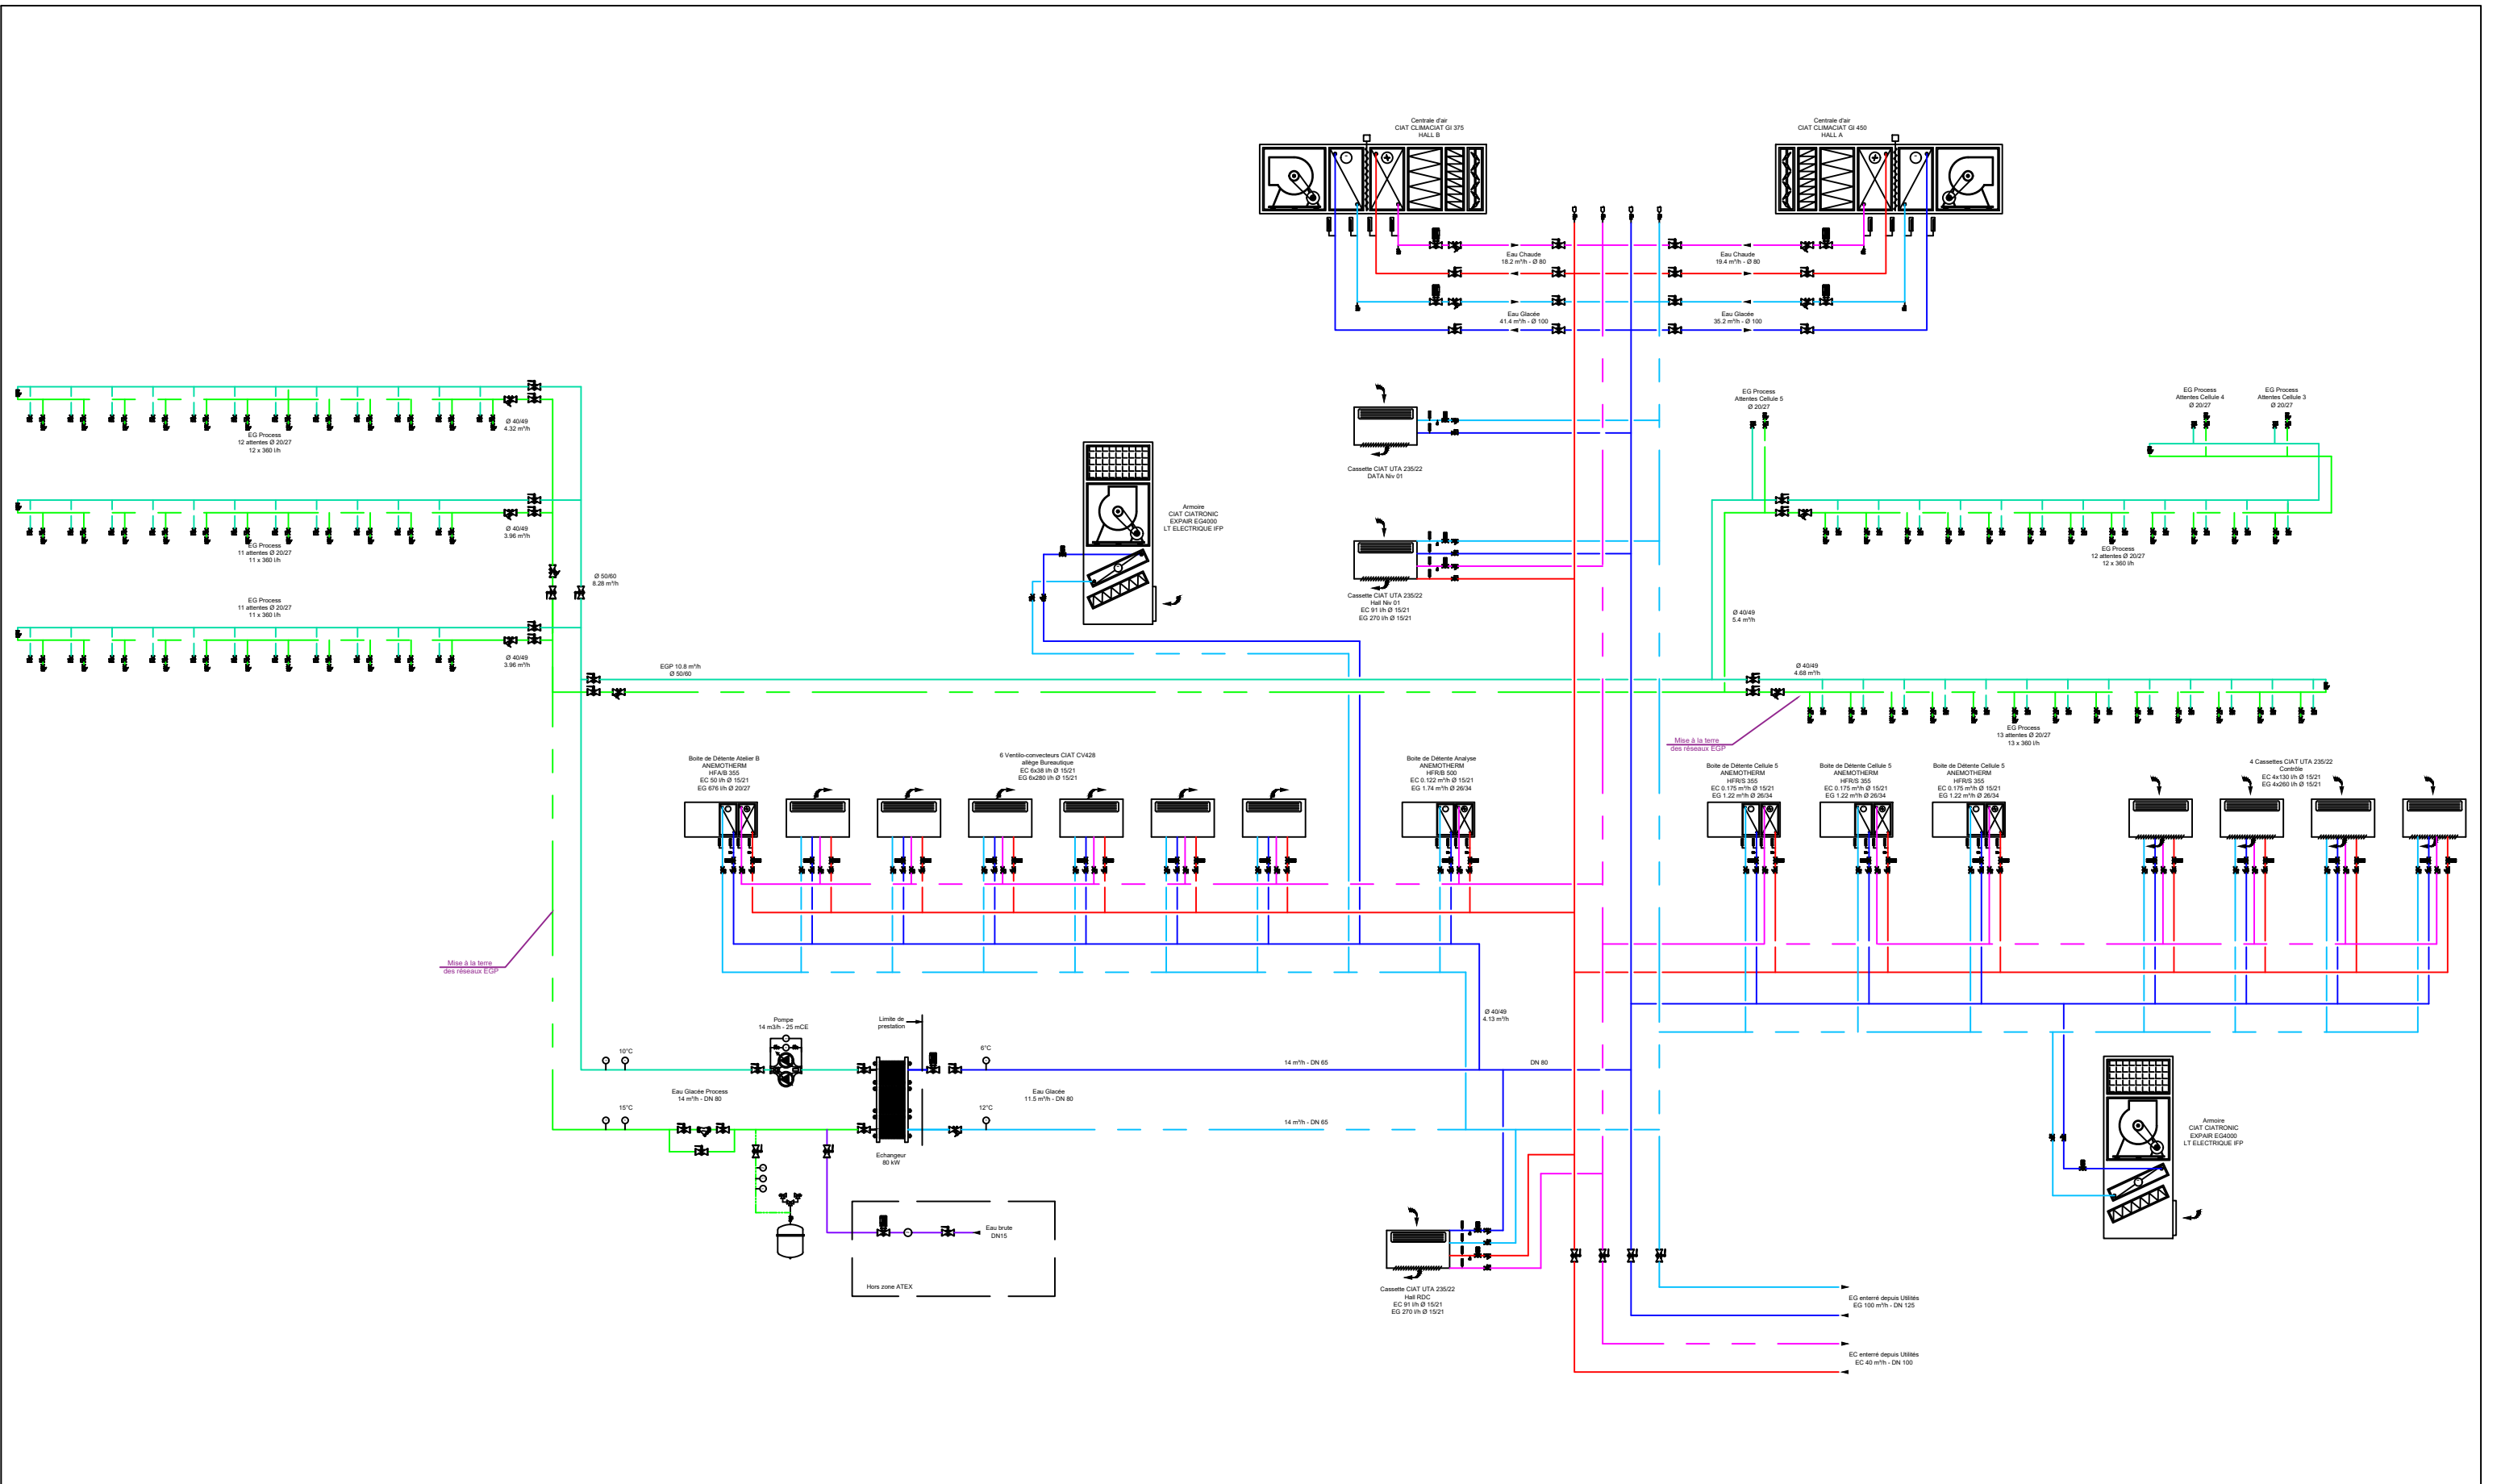 Centrale d'air
CIAT CLIMACIAT GI 375
HALL B
Centrale d'air
CIAT CLIMACIAT GI 450
HALL A
Eau Chaude
18.2 m³/h - Ø 80
Eau Chaude
19.4 m³/h - Ø 80
Eau Glacée
41.4 m³/h - Ø 100
Eau Glacée
35.2 m³/h - Ø 100
EG Process
12 attentes Ø 20/27
12 x 360 l/h
Ø 40/49
4.32 m³/h
EG Process
11 attentes Ø 20/27
11 x 360 l/h
Ø 40/49
3.96 m³/h
Ø 50/60
8.28 m³/h
EG Process
11 attentes Ø 20/27
11 x 360 l/h
Ø 40/49
3.96 m³/h
Armoire
CIAT CIATRONIC
EXPAIR EG4000
LT ELECTRIQUE IFP
Cassette CIAT UTA 235/22
DATA Niv 01
Cassette CIAT UTA 235/22
Hall Niv 01
EC 91 l/h Ø 15/21
EG 270 l/h Ø 15/21
EG Process
Attentes Cellule 5
Ø 20/27
EG Process
Attentes Cellule 4
Ø 20/27
EG Process
Attentes Cellule 3
Ø 20/27
EG Process
12 attentes Ø 20/27
12 x 360 l/h
Ø 40/49
5.4 m³/h
EGP 10.8 m³/h
Ø 50/60
Ø 40/49
4.68 m³/h
EG Process
13 attentes Ø 20/27
13 x 360 l/h
Mise à la terre
des réseaux EGP
Boite de Détente Atelier B
ANEMOTHERM
HFA/B 355
EC 50 l/h Ø 15/21
EG 676 l/h Ø 20/27
6 Ventilo-convecteurs CIAT CV428
allège Bureautique
EC 6x38 l/h Ø 15/21
EG 6x280 l/h Ø 15/21
Boite de Détente Analyse
ANEMOTHERM
HFR/B 500
EC 0.122 m³/h Ø 15/21
EG 1.74 m³/h Ø 26/34
Boite de Détente Cellule 5
ANEMOTHERM
HFR/S 355
EC 0.175 m³/h Ø 15/21
EG 1.22 m³/h Ø 26/34
Boite de Détente Cellule 5
ANEMOTHERM
HFR/S 355
EC 0.175 m³/h Ø 15/21
EG 1.22 m³/h Ø 26/34
Boite de Détente Cellule 5
ANEMOTHERM
HFR/S 355
EC 0.175 m³/h Ø 15/21
EG 1.22 m³/h Ø 26/34
4 Cassettes CIAT UTA 235/22
Contrôle
EC 4x130 l/h Ø 15/21
EG 4x260 l/h Ø 15/21
Mise à la terre
des réseaux EGP
Ø 40/49
4.13 m³/h
Pompe
14 m3/h - 25 mCE
Limite de
prestation
10°C
6°C
14 m³/h - DN 65
DN 80
Eau Glacée Process
14 m³/h - DN 80
Eau Glacée
11.5 m³/h - DN 80
15°C
12°C
14 m³/h - DN 65
Echangeur
80 kW
Armoire
CIAT CIATRONIC
EXPAIR EG4000
LT ELECTRIQUE IFP
Eau brute
DN15
Hors zone ATEX
Cassette CIAT UTA 235/22
Hall RDC
EC 91 l/h Ø 15/21
EG 270 l/h Ø 15/21
EG enterré depuis Utilités
EG 100 m³/h - DN 125
EC enterré depuis Utilités
EC 40 m³/h - DN 100